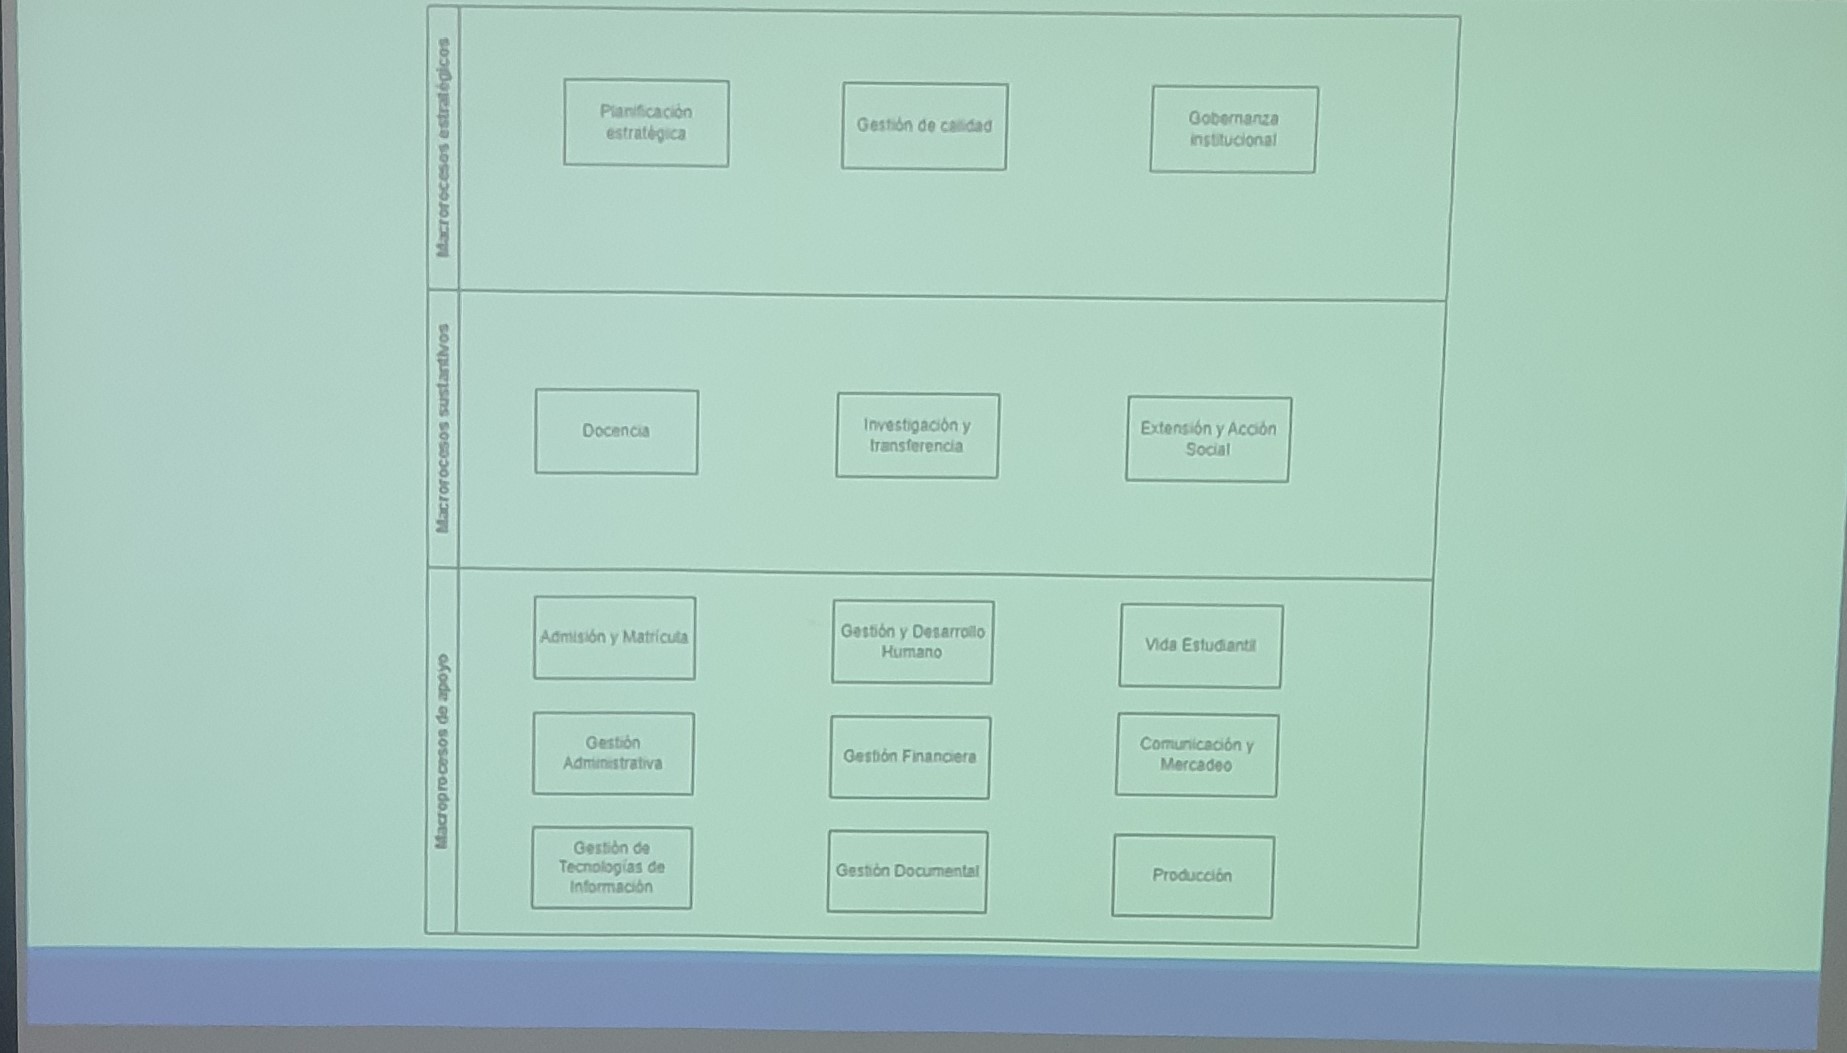 Macrorocesos estratégicos
Planificación
estratégica
Gestión de calidad
Gobernanza
institucional
Macrorocesos sustantivos
Docencia
Investigación y
transferencia
Extensión y Acción
Social
Macroprocesos de apoyo
Admisión y Matrícula
Gestión y Desarrollo
Humano
Vida Estudiantil
Gestión
Administrativa
Gestión Financiera
Comunicación y
Mercadeo
Gestión de
Tecnologías de
Información
Gestión Documental
Producción